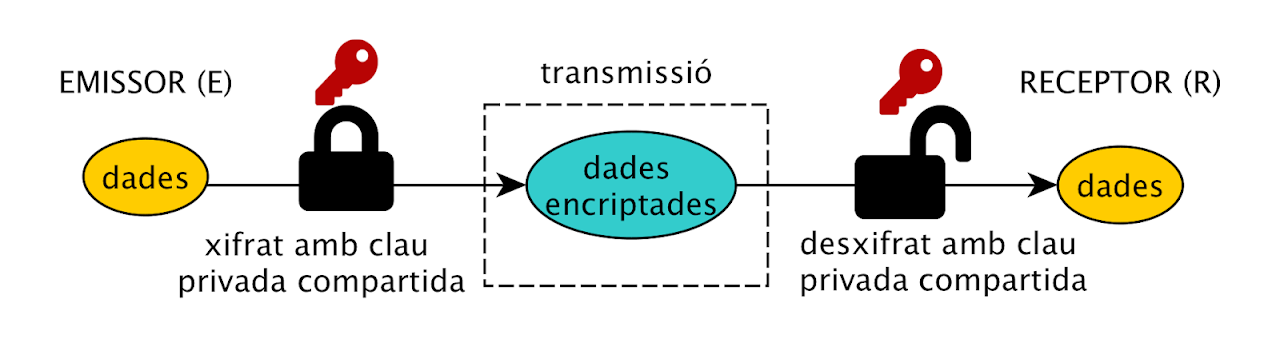 EMISSOR (E)
transmissió
RECEPTOR (R)
dades
dades
encriptades
dades
xifrat amb clau
privada compartida
desxifrat amb clau
privada compartida